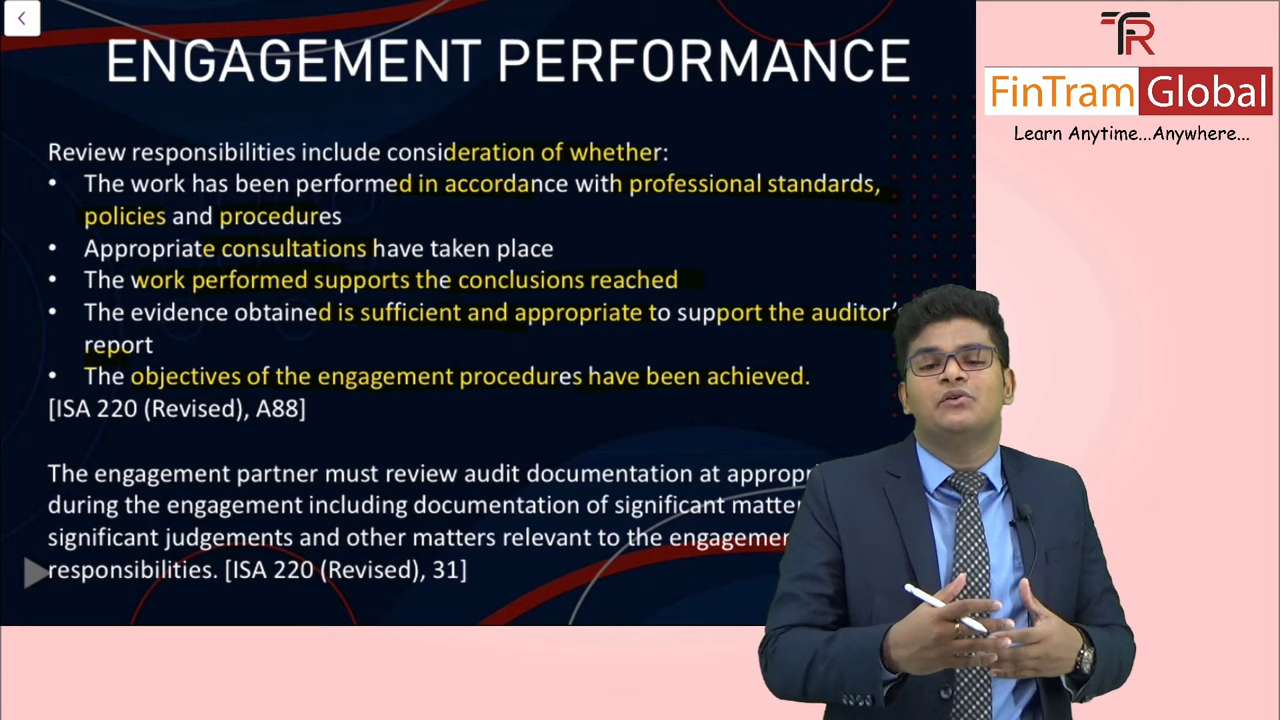 ENGAGEMENT PERFORMANCE
Review responsibilities include consideration of whether:
• The work has been performed in accordance with professional standards,
policies and procedures
• Appropriate consultations have taken place
• The work performed supports the conclusions reached
• The evidence obtained is sufficient and appropriate to support the auditor's
report
• The objectives of the engagement procedures have been achieved.
[ISA 220 (Revised), A88]
The engagement partner must review audit documentation at
during the engagement including documentation of significant
significant judgements and other matters relevant to the
responsibilities. [ISA 220 (Revised), 31]
FR
FinTram Global
Learn Anytime...Anywhere...